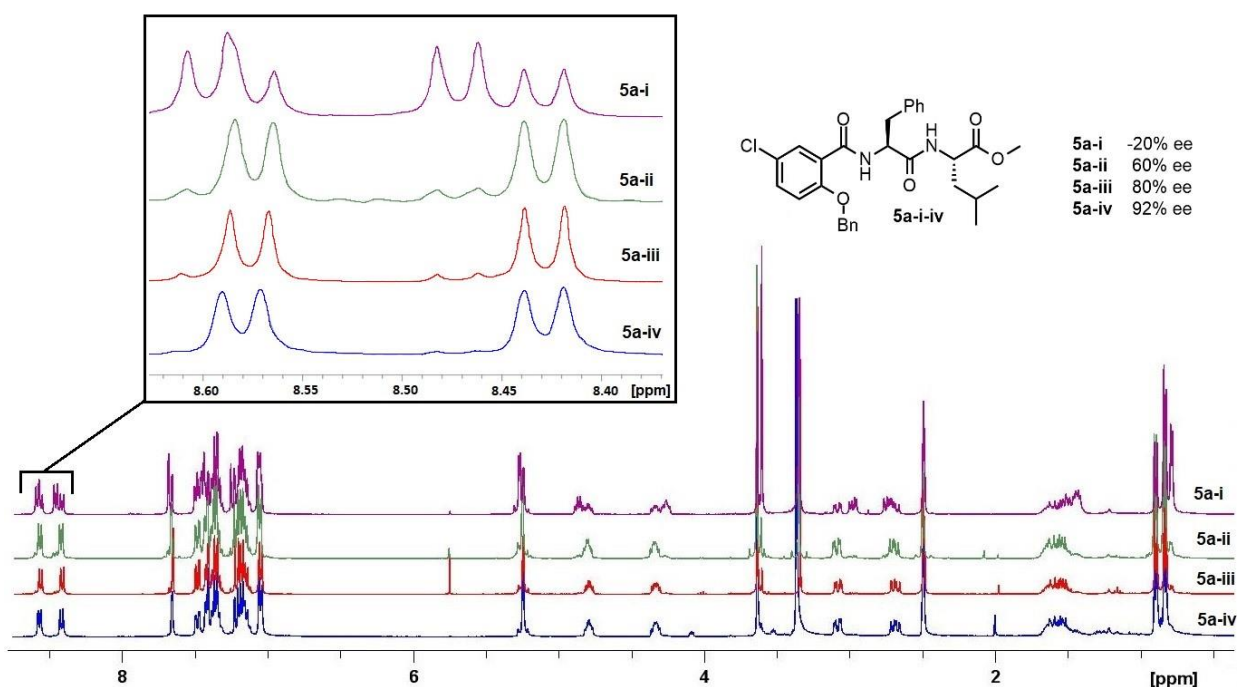 5a-i
5a-ii
5a-iii
5a-iv
8.60 8.55 8.50 8.45 8.40 [ppm]
Ph
Cl
O
H
N
O
N
H
O
O
O
Bn
5a-i-iv
5a-i -20% ee
5a-ii 60% ee
5a-iii 80% ee
5a-iv 92% ee
5a-i
5a-ii
5a-iii
5a-iv
8 6 4 2 [ppm]